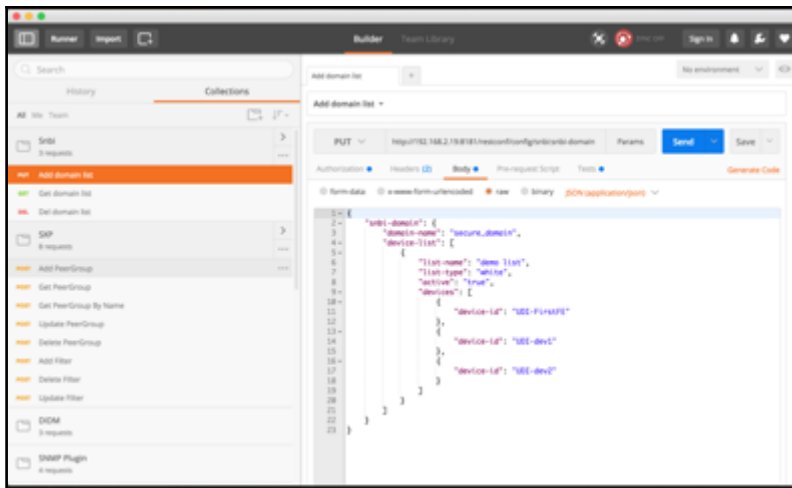 Runner Import
Builder Team Library
SYNC OFF
Sign In
Search
History Collections
All Me Team
Snbi
3 requests
PUT Add domain list
GET Get domain list
DEL Del domain list
SXP
8 requests
POST Add PeerGroup
POST Get PeerGroup
POST Get PeerGroup By Name
POST Update PeerGroup
POST Delete PeerGroup
POST Add Filter
POST Delete Filter
POST Update Filter
DIDM
3 requests
SNMP Plugin
Add domain list +
No environment
Add domain list
PUT http://192.168.2.19:8181/restconf/config/snbi:snbi-domain Params Send Save
Authorization Headers (2) Body Pre-request Script Tests Generate Code
form-data x-www-form-urlencoded raw binary JSON (application/json)
1 {
2 "snbi-domain": {
3 "domain-name": "secure_domain",
4 "device-list": [
5 {
6 "list-name": "demo list",
7 "list-type": "white",
8 "active": "true",
9 "devices": [
10 {
11 "device-id": "UDI-FirstFE"
12 },
13 {
14 "device-id": "UDI-dev1"
15 },
16 {
17 "device-id": "UDI-dev2"
18 }
19 ]
20 }
21 ]
22 }
23 }